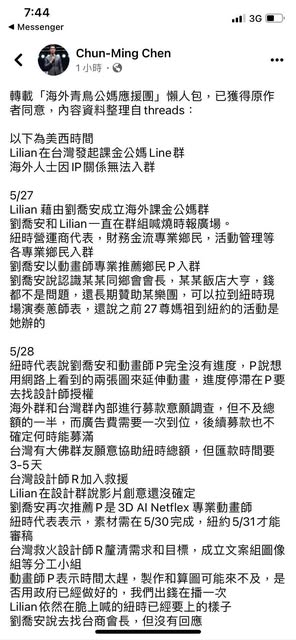 7:44
3G
Messenger
Chun-Ming Chen
1 小時
轉載「海外青鳥公媽應援團」懶人包，已獲得原作
者同意，內容資料整理自threads：
以下為美西時間
Lilian在台灣發起課金公媽Line群
海外人士因IP關係無法入群
5/27
Lilian 藉由劉喬安成立海外課金公媽群
劉喬安和Lilian一直在群組喊燒時報廣場。
紐時營運商代表，財務金流專業鄉民，活動管理等
各專業鄉民入群
劉喬安以動畫師專業推薦鄉民P入群
劉喬安說認識某某同鄉會會長，某某飯店大亨，錢
都不是問題，還長期贊助某樂團，可以拉到紐時現
場演奏蔥師表，還說之前27尊媽祖到紐約的活動是
她辦的
5/28
紐時代表說劉喬安和動畫師P完全沒有進度，P說想
用網路上看到的兩張圖來延伸動畫，進度停滯在P要
去找設計師授權
海外群和台灣群內部進行募款意願調查，但不及總
額的一半，而廣告費需要一次到位，後續募款也不
確定何時能募滿
台灣有大佛群友願意協助紐時總額，但匯款時間要
3-5天
台灣設計師R加入救援
Lilian在設計群說影片創意還沒確定
劉喬安再次推薦P是3D AI Netflex 專業動畫師
紐時代表表示，素材需在5/30完成，紐約5/31才能
審稿
台灣救火設計師R釐清需求和目標，成立文案組圖像
組等分工小組
動畫師P表示時間太趕，製作和算圖可能來不及，是
否用政府已經做好的，我們出錢在播一次
Lilian依然在脆上喊的紐時已經要上的樣子
劉喬安說去找台商會長，但沒有回應